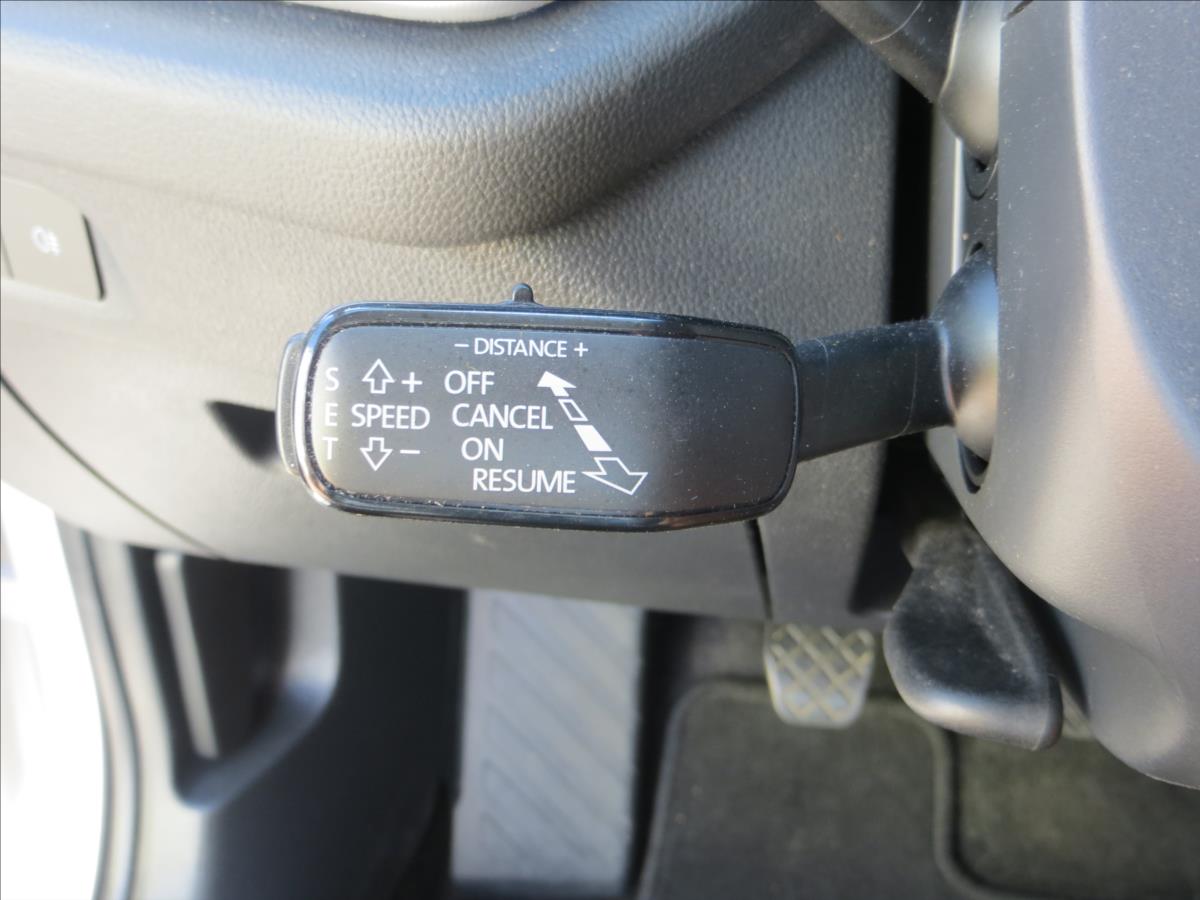 − DISTANCE +
S + OFF
E SPEED CANCEL
T − ON
RESUME